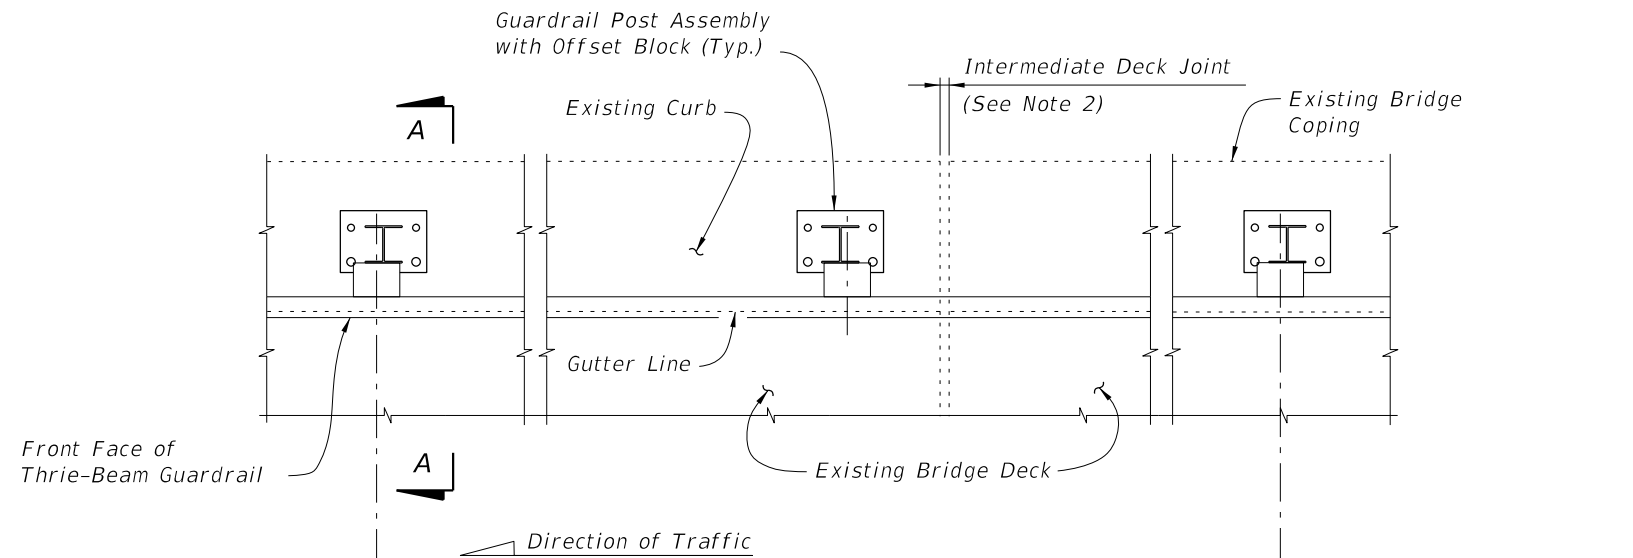 Guardrail Post Assembly
with Offset Block (Typ.)
Intermediate Deck Joint
(See Note 2)
Existing Bridge
Coping
Existing Curb
A
Gutter Line
Front Face of
Thrie-Beam Guardrail
A
Existing Bridge Deck
Direction of Traffic